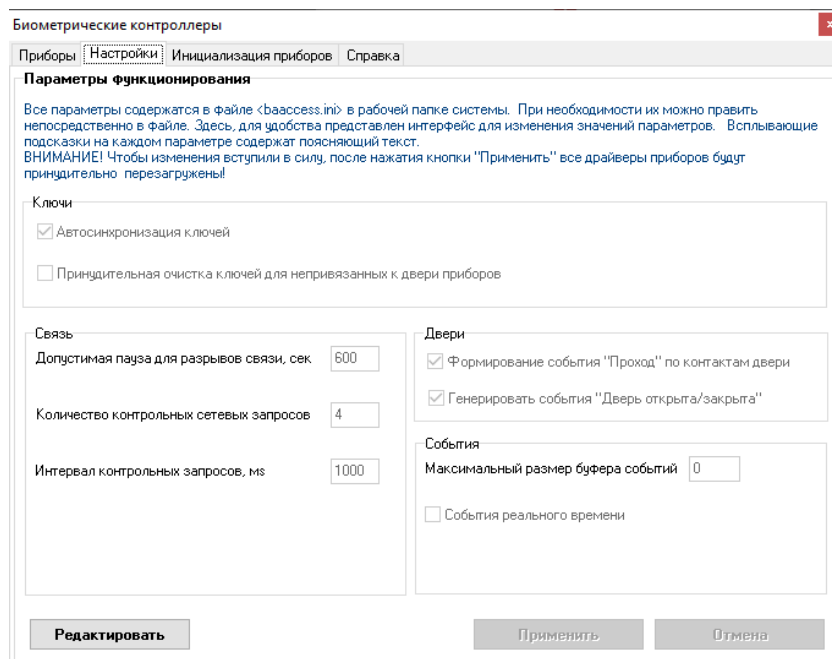 Биометрические контроллеры
x
Приборы Настройки Инициализация приборов Справка
Параметры функционирования
Все параметры содержатся в файле <baaccess.ini> в рабочей папке системы. При необходимости их можно править
непосредственно в файле. Здесь, для удобства представлен интерфейс для изменения значений параметров. Всплывающие
подсказки на каждом параметре содержат поясняющий текст.
ВНИМАНИЕ! Чтобы изменения вступили в силу, после нажатия кнопки "Применить" все драйверы приборов будут
принудительно перезагружены!
Ключи
Автосинхронизация ключей
Принудительная очистка ключей для непривязанных к двери приборов
Связь
Допустимая пауза для разрывов связи, сек 600
Количество контрольных сетевых запросов 4
Интервал контрольных запросов, ms 1000
Двери
Формирование события "Проход" по контактам двери
Генерировать события "Дверь открыта/закрыта"
События
Максимальный размер буфера событий 0
События реального времени
Редактировать Применить Отмена